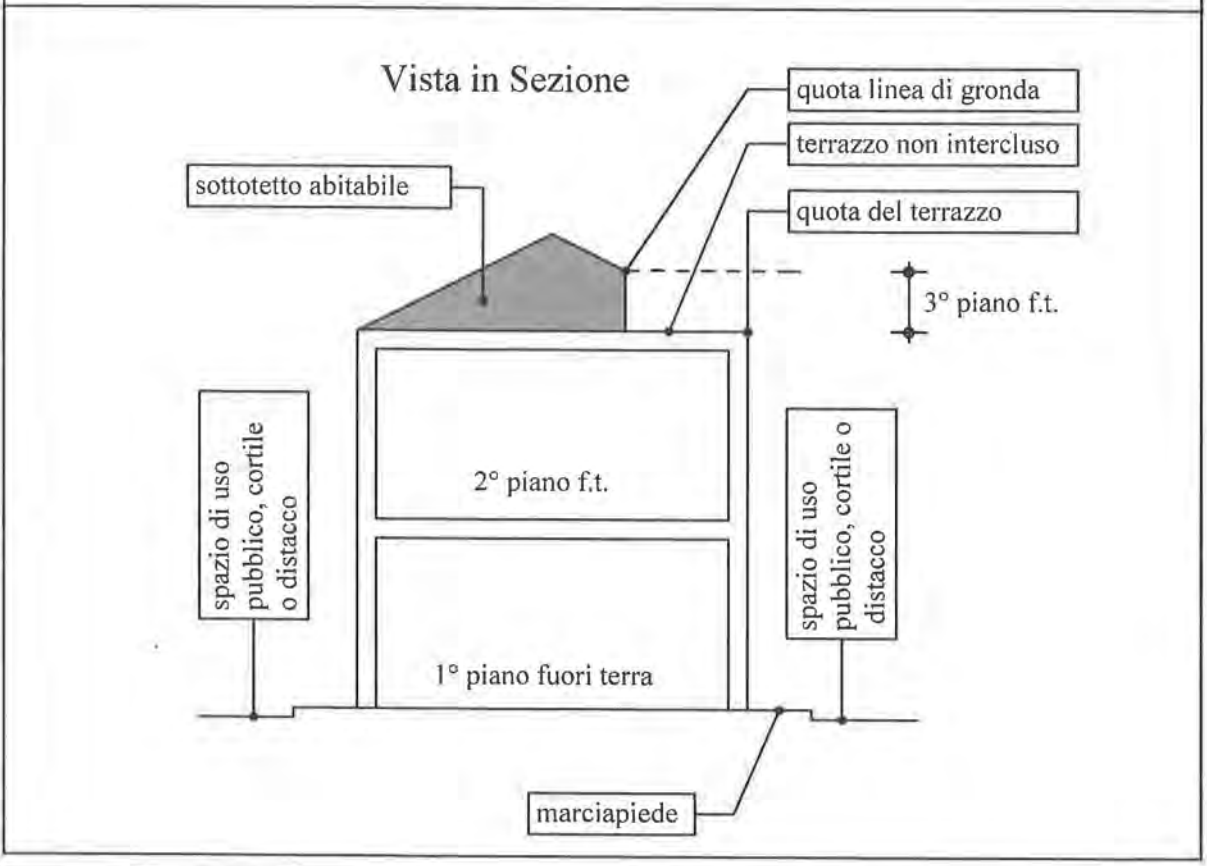 Vista in Sezione
quota linea di gronda
terrazzo non intercluso
sottotetto abitabile
quota del terrazzo
3° piano f.t.
spazio di uso
pubblico, cortile
o distacco
2° piano f.t.
spazio di uso
pubblico, cortile o
distacco
1° piano fuori terra
marciapiede